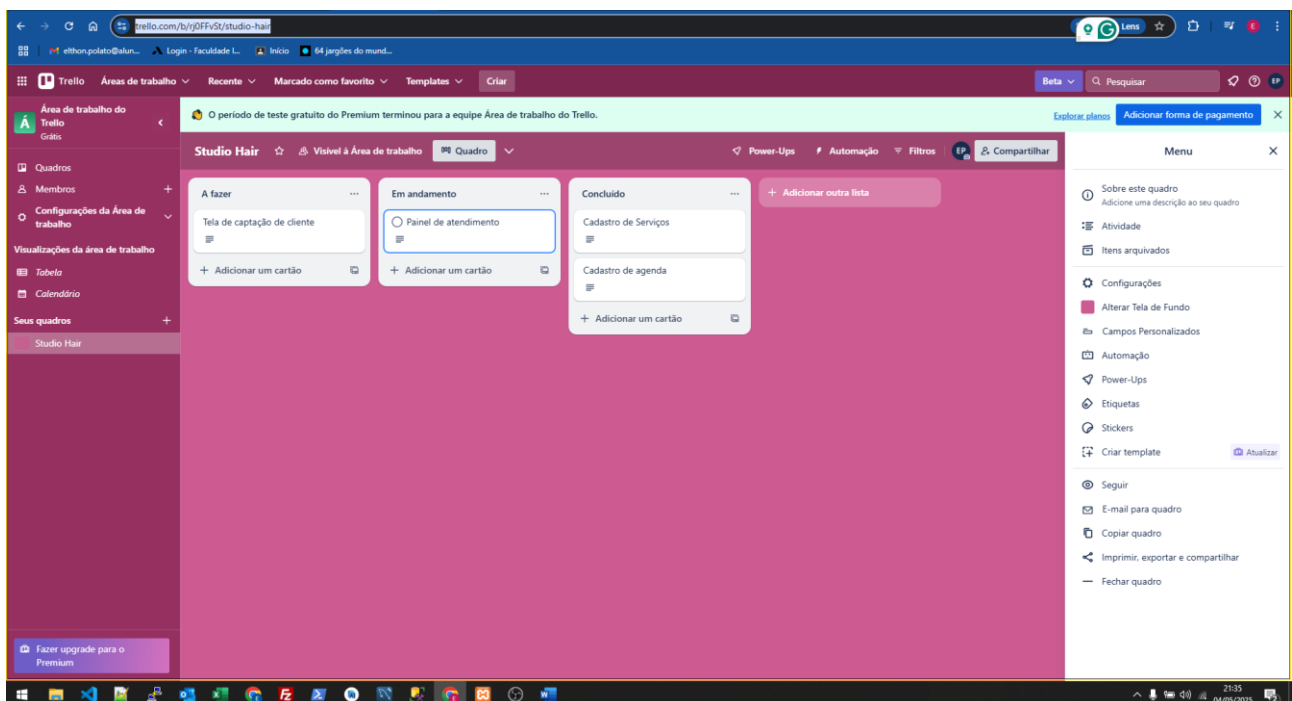 trello.com/b/rj0FFvSt/studio-hair
Lens
elthon.polato@alun...
Login - Faculdade I...
Início
64 jargões do mund...
Trello
Áreas de trabalho
Recente
Marcado como favorito
Templates
Criar
Beta
Pesquisar
EP
Á
Área de trabalho do
Trello
Grátis
O período de teste gratuito do Premium terminou para a equipe Área de trabalho do Trello.
Explorar planos
Adicionar forma de pagamento
Quadros
Membros
Configurações da Área de
trabalho
Visualizações da área de trabalho
Tabela
Calendário
Seus quadros
Studio Hair
Fazer upgrade para o
Premium
Studio Hair
Visível à Área de trabalho
Quadro
Power-Ups
Automação
Filtros
EP
Compartilhar
A fazer
Tela de captação de cliente
Adicionar um cartão
Em andamento
Painel de atendimento
Adicionar um cartão
Concluído
Cadastro de Serviços
Cadastro de agenda
Adicionar um cartão
Adicionar outra lista
Menu
Sobre este quadro
Adicione uma descrição ao seu quadro
Atividade
Itens arquivados
Configurações
Alterar Tela de Fundo
Campos Personalizados
Automação
Power-Ups
Etiquetas
Stickers
Criar template
Atualizar
Seguir
E-mail para quadro
Copiar quadro
Imprimir, exportar e compartilhar
Fechar quadro
21:35
04/05/2025